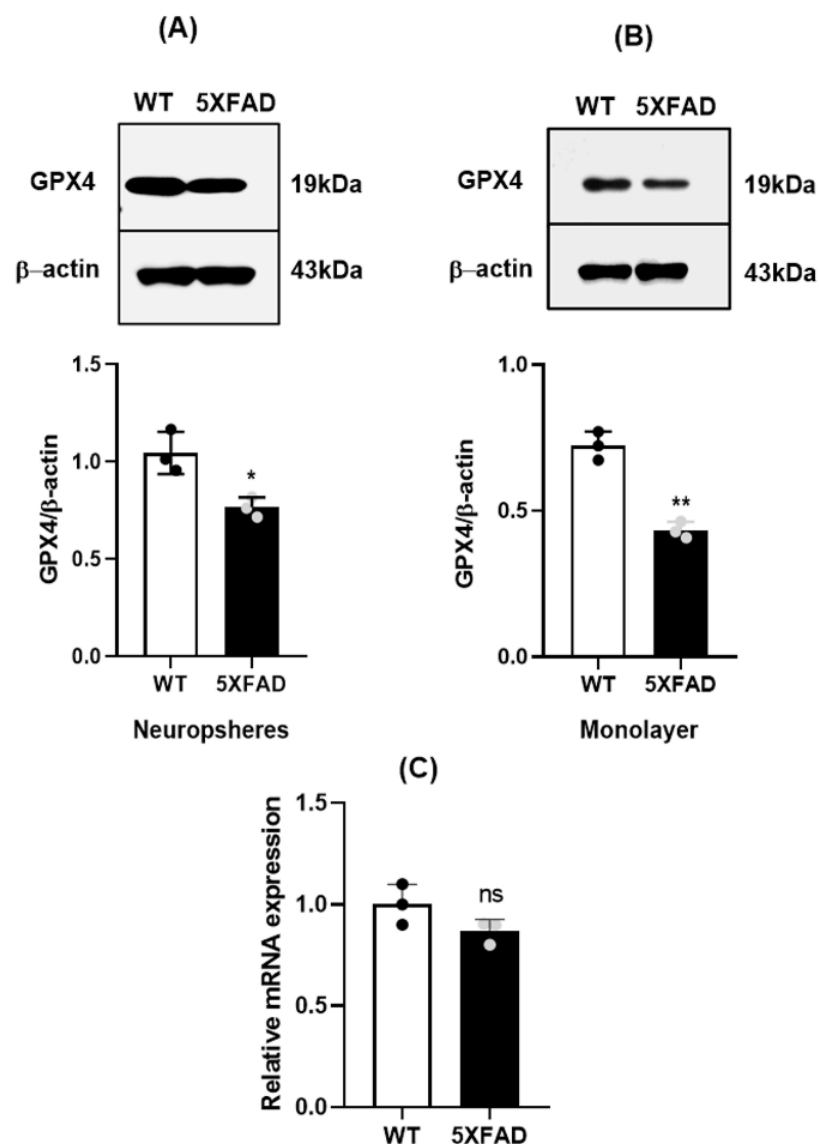 (A)
WT 5XFAD
GPX4 19kDa
β–actin 43kDa
1.5
1.0
0.5
0.0
GPX4/β-actin
*
WT 5XFAD
Neuropsheres
(B)
WT 5XFAD
GPX4 19kDa
β–actin 43kDa
1.0
0.5
0.0
GPX4/β-actin
**
WT 5XFAD
Monolayer
(C)
1.5
1.0
0.5
0.0
Relative mRNA expression
ns
WT 5XFAD